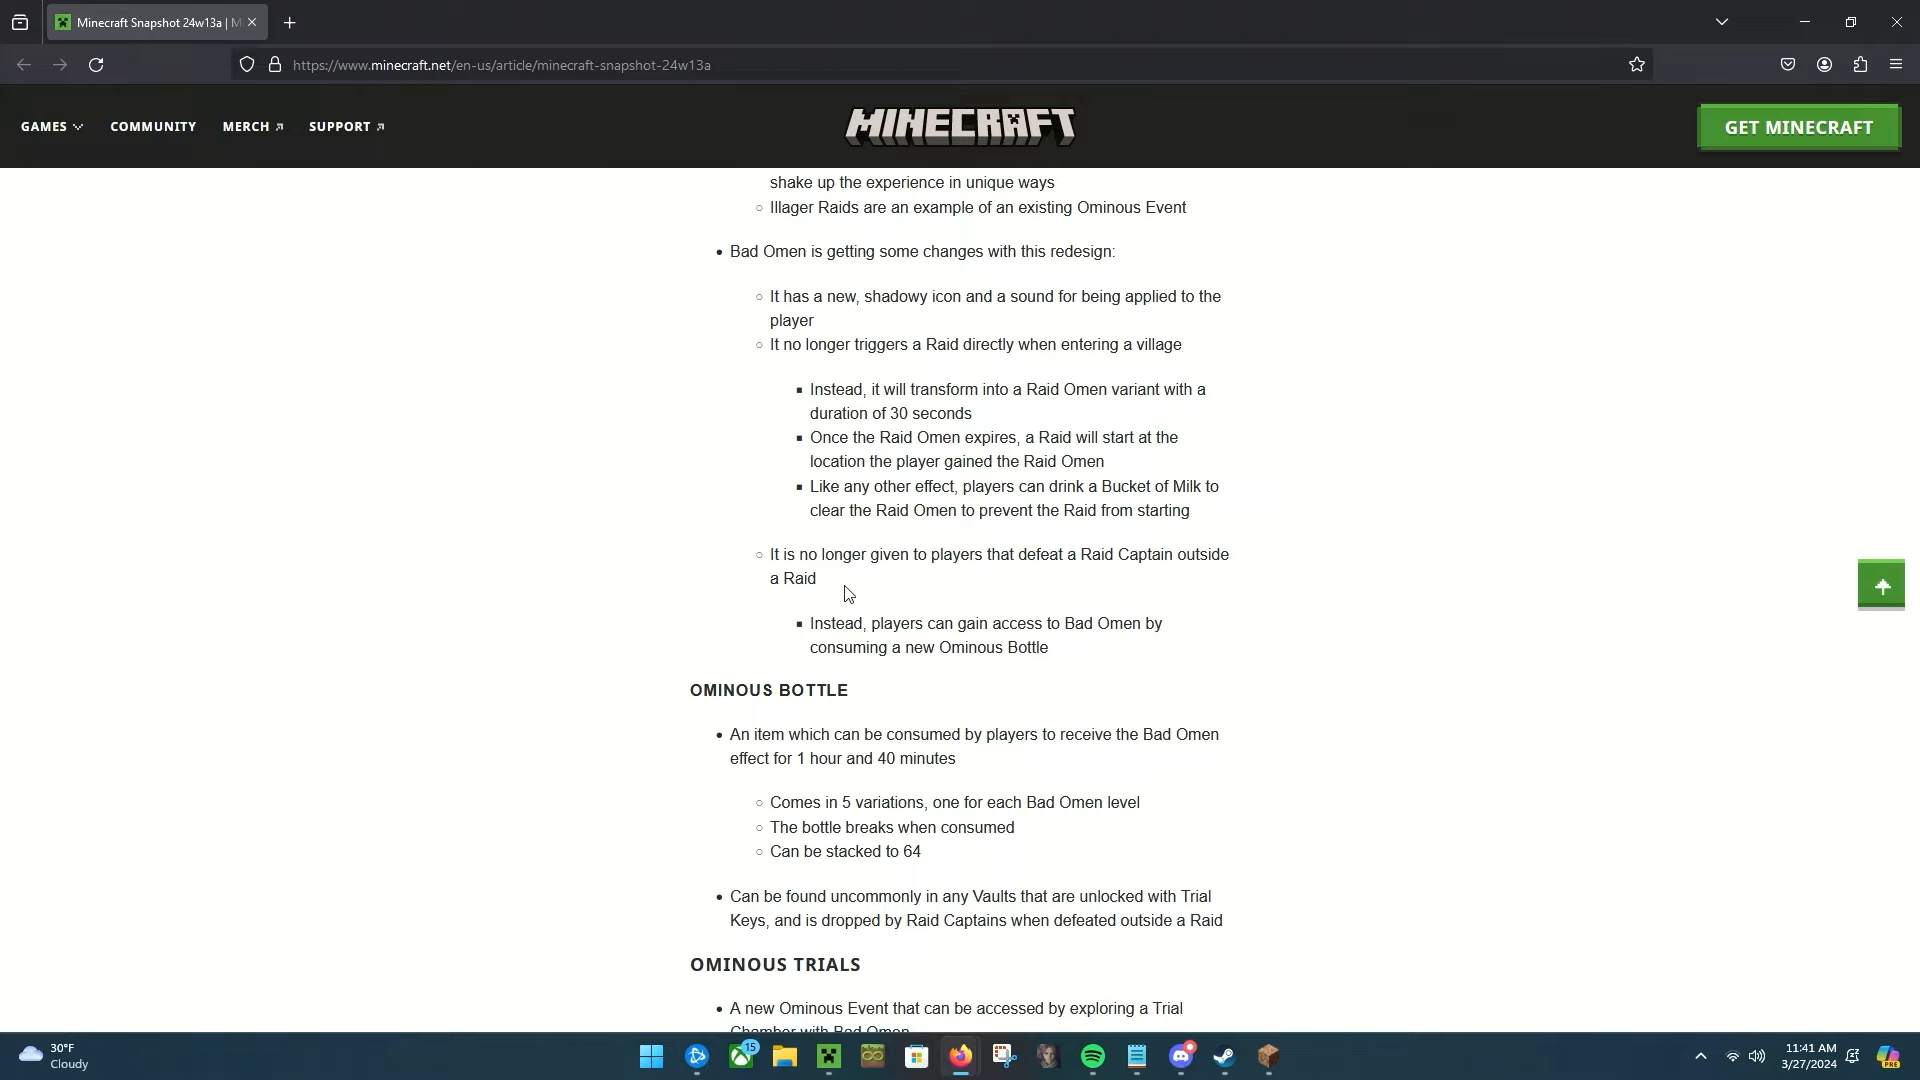 Minecraft Snapshot 24w13a | M
https://www.minecraft.net/en-us/article/minecraft-snapshot-24w13a
GAMES
COMMUNITY
MERCH
SUPPORT
MINECRAFT
GET MINECRAFT
shake up the experience in unique ways
Illager Raids are an example of an existing Ominous Event
Bad Omen is getting some changes with this redesign:
It has a new, shadowy icon and a sound for being applied to the
player
It no longer triggers a Raid directly when entering a village
Instead, it will transform into a Raid Omen variant with a
duration of 30 seconds
Once the Raid Omen expires, a Raid will start at the
location the player gained the Raid Omen
Like any other effect, players can drink a Bucket of Milk to
clear the Raid Omen to prevent the Raid from starting
It is no longer given to players that defeat a Raid Captain outside
a Raid
Instead, players can gain access to Bad Omen by
consuming a new Ominous Bottle
OMINOUS BOTTLE
An item which can be consumed by players to receive the Bad Omen
effect for 1 hour and 40 minutes
Comes in 5 variations, one for each Bad Omen level
The bottle breaks when consumed
Can be stacked to 64
Can be found uncommonly in any Vaults that are unlocked with Trial
Keys, and is dropped by Raid Captains when defeated outside a Raid
OMINOUS TRIALS
A new Ominous Event that can be accessed by exploring a Trial
Chamber with Bad Omen
30°F
Cloudy
15
11:41 AM
3/27/2024
PRE